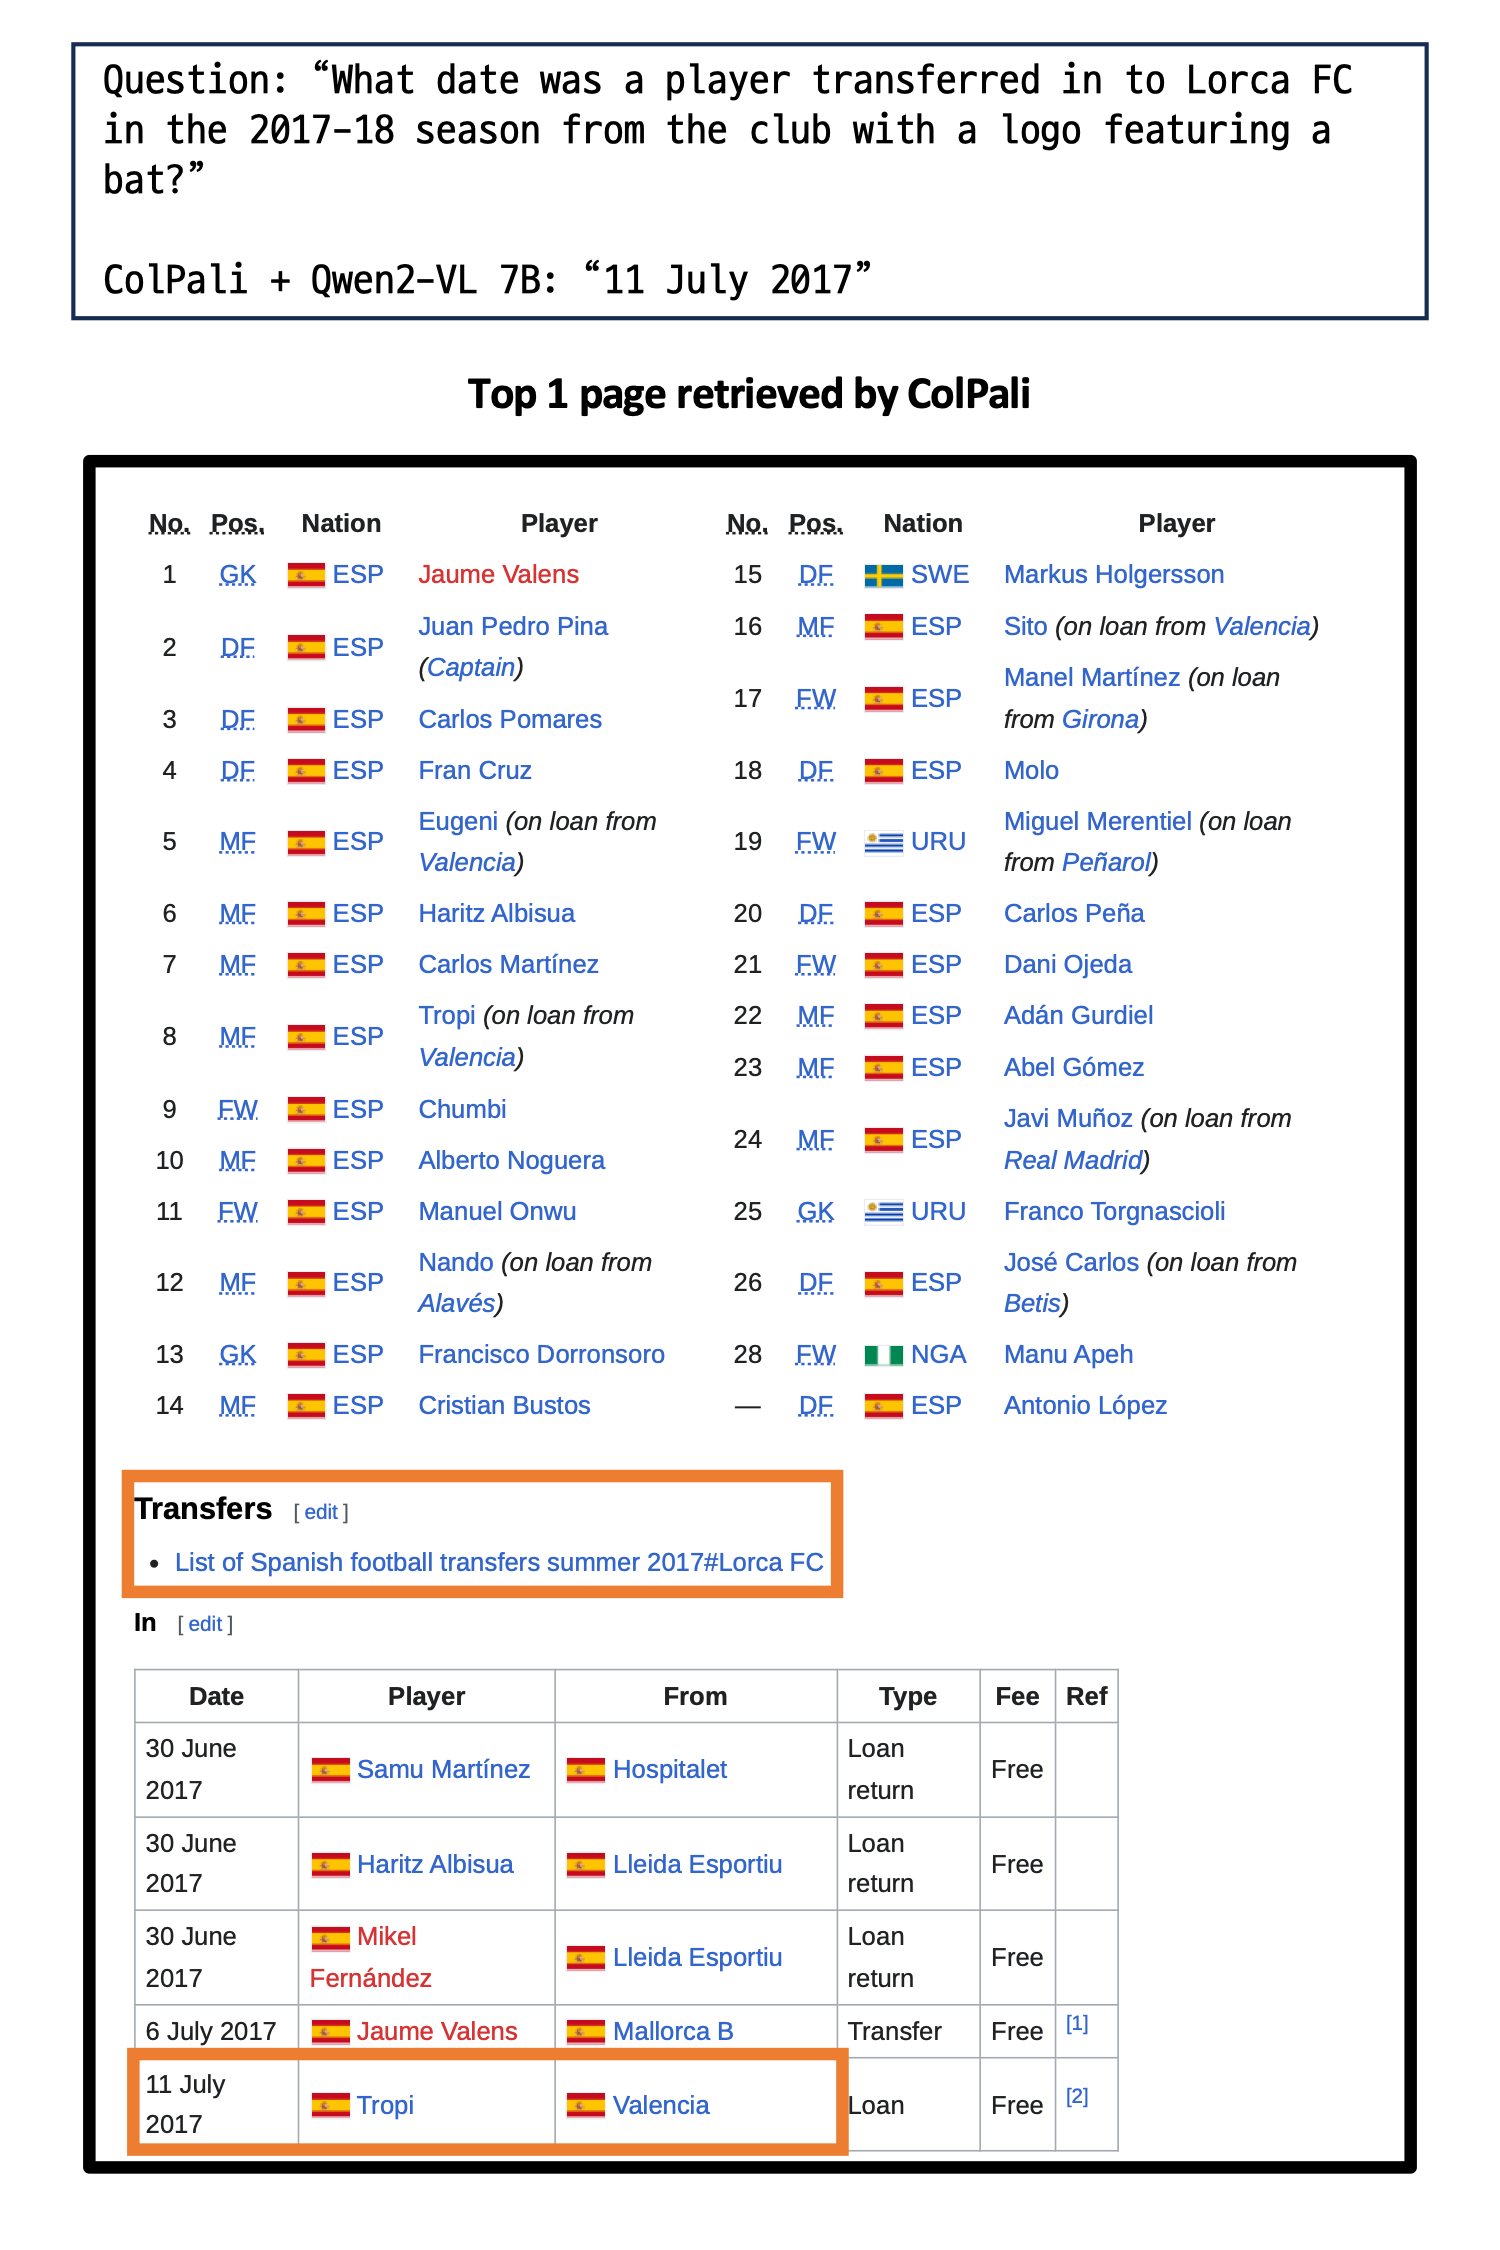 Question: “What date was a player transferred in to Lorca FC
in the 2017-18 season from the club with a logo featuring a
bat?”
ColPali + Qwen2-VL 7B: “11 July 2017”
Top 1 page retrieved by ColPali
No. Pos. Nation Player No. Pos. Nation Player
1 GK ESP Jaume Valens 15 DF SWE Markus Holgersson
2 DF ESP Juan Pedro Pina (Captain) 16 MF ESP Sito (on loan from Valencia)
3 DF ESP Carlos Pomares 17 FW ESP Manel Martínez (on loan from Girona)
4 DF ESP Fran Cruz 18 DF ESP Molo
5 MF ESP Eugeni (on loan from Valencia) 19 FW URU Miguel Merentiel (on loan from Peñarol)
6 MF ESP Haritz Albisua 20 DF ESP Carlos Peña
7 MF ESP Carlos Martínez 21 FW ESP Dani Ojeda
8 MF ESP Tropi (on loan from Valencia) 22 MF ESP Adán Gurdiel
23 MF ESP Abel Gómez
9 FW ESP Chumbi 24 MF ESP Javi Muñoz (on loan from Real Madrid)
10 MF ESP Alberto Noguera
11 FW ESP Manuel Onwu 25 GK URU Franco Torgnascioli
12 MF ESP Nando (on loan from Alavés) 26 DF ESP José Carlos (on loan from Betis)
13 GK ESP Francisco Dorronsoro 28 FW NGA Manu Apeh
14 MF ESP Cristian Bustos — DF ESP Antonio López
Transfers [ edit ]
• List of Spanish football transfers summer 2017#Lorca FC
In [ edit ]
Date Player From Type Fee Ref
30 June 2017 Samu Martínez Hospitalet Loan return Free
30 June 2017 Haritz Albisua Lleida Esportiu Loan return Free
30 June 2017 Mikel Fernández Lleida Esportiu Loan return Free
6 July 2017 Jaume Valens Mallorca B Transfer Free [1]
11 July 2017 Tropi Valencia Loan Free [2]